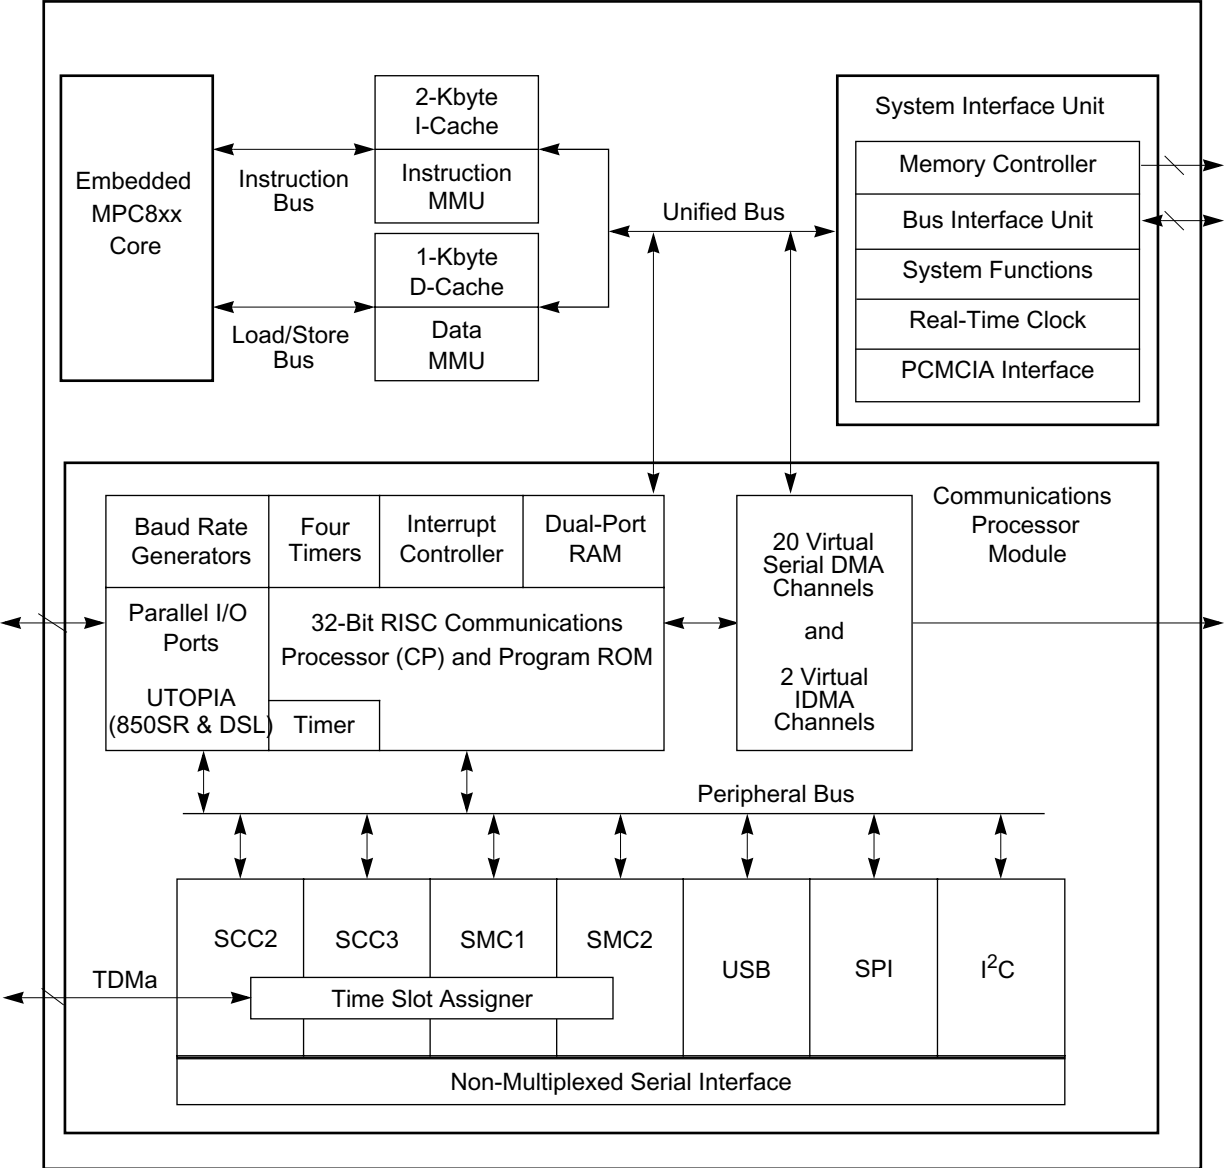 2-Kbyte
I-Cache
Instruction
MMU
Embedded
MPC8xx
Core
Instruction
Bus
Load/Store
Bus
1-Kbyte
D-Cache
Data
MMU
Unified Bus
System Interface Unit
Memory Controller
Bus Interface Unit
System Functions
Real-Time Clock
PCMCIA Interface
Communications
Processor
Module
Baud Rate
Generators
Four
Timers
Interrupt
Controller
Dual-Port
RAM
Parallel I/O
Ports
UTOPIA
(850SR & DSL)
32-Bit RISC Communications
Processor (CP) and Program ROM
Timer
20 Virtual
Serial DMA
Channels
and
2 Virtual
IDMA
Channels
Peripheral Bus
SCC2
SCC3
SMC1
SMC2
USB
SPI
I²C
TDMa
Time Slot Assigner
Non-Multiplexed Serial Interface